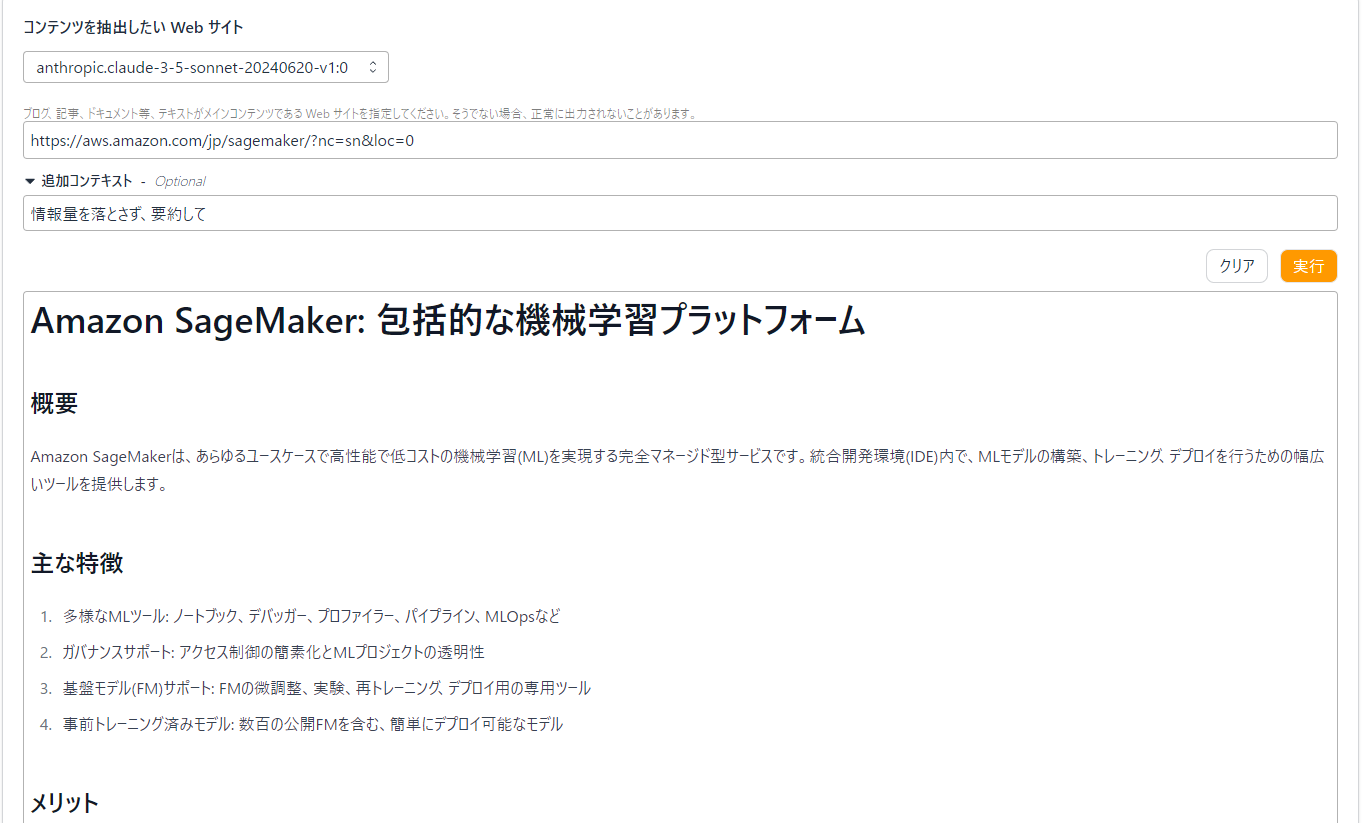 コンテンツを抽出したい Web サイト
anthropic.claude-3-5-sonnet-20240620-v1:0
ブログ、記事、ドキュメント等、テキストがメインコンテンツである Web サイトを指定してください。そうでない場合、正常に出力されないことがあります。
https://aws.amazon.com/jp/sagemaker/?nc=sn&loc=0
追加コンテキスト - Optional
情報量を落とさず、要約して
クリア 実行
Amazon SageMaker: 包括的な機械学習プラットフォーム
概要
Amazon SageMakerは、あらゆるユースケースで高性能で低コストの機械学習(ML)を実現する完全マネージド型サービスです。統合開発環境(IDE)内で、MLモデルの構築、トレーニング、デプロイを行うための幅広
いツールを提供します。
主な特徴
1. 多様なMLツール: ノートブック、デバッガー、プロファイラー、パイプライン、MLOpsなど
2. ガバナンスサポート: アクセス制御の簡素化とMLプロジェクトの透明性
3. 基盤モデル(FM)サポート: FMの微調整、実験、再トレーニング、デプロイ用の専用ツール
4. 事前トレーニング済みモデル: 数百の公開FMを含む、簡単にデプロイ可能なモデル
メリット